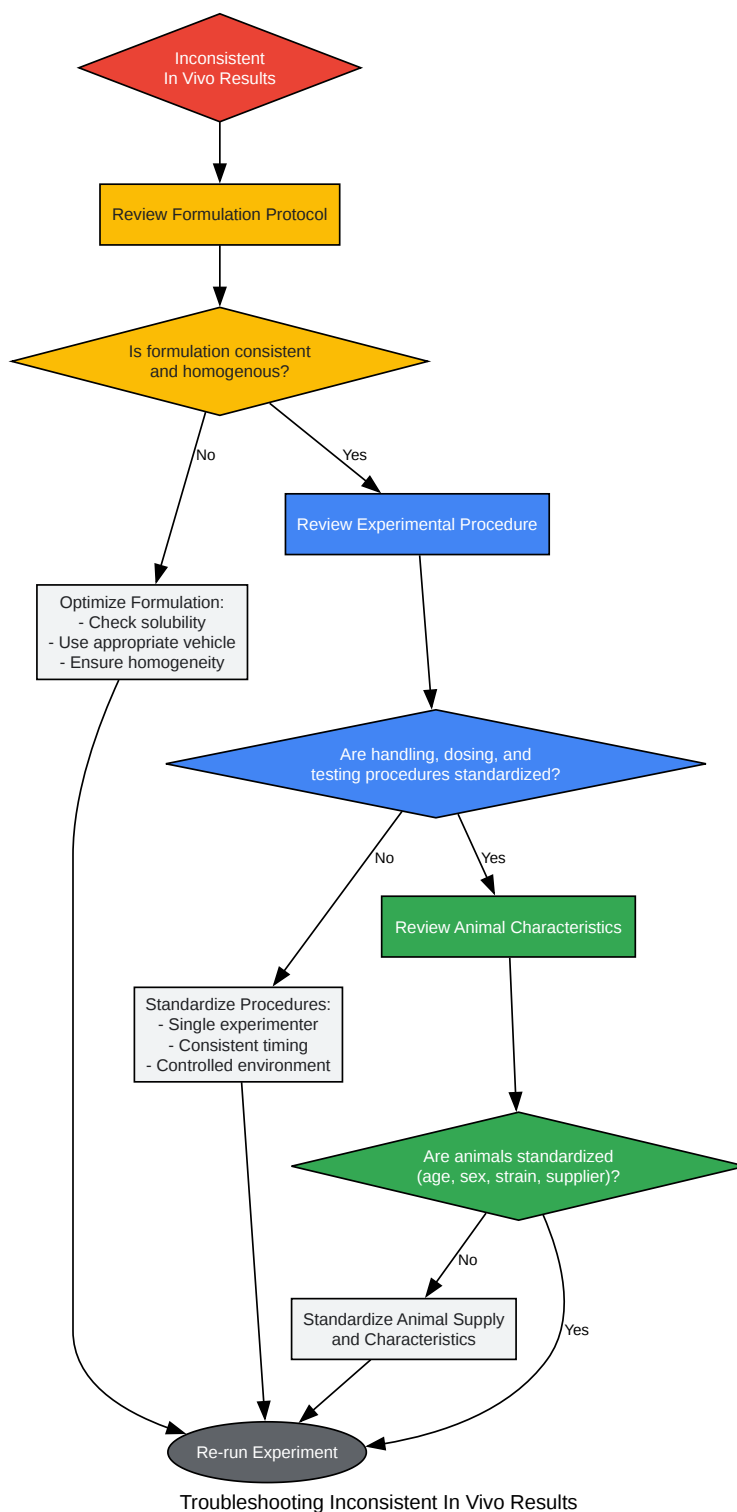 Inconsistent
In Vivo Results
Review Formulation Protocol
Is formulation consistent
and homogenous?
No
Yes
Review Experimental Procedure
Optimize Formulation:
- Check solubility
- Use appropriate vehicle
- Ensure homogeneity
Are handling, dosing, and
testing procedures standardized?
No
Yes
Review Animal Characteristics
Standardize Procedures:
- Single experimenter
- Consistent timing
- Controlled environment
Are animals standardized
(age, sex, strain, supplier)?
No
Yes
Standardize Animal Supply
and Characteristics
Re-run Experiment
Troubleshooting Inconsistent In Vivo Results